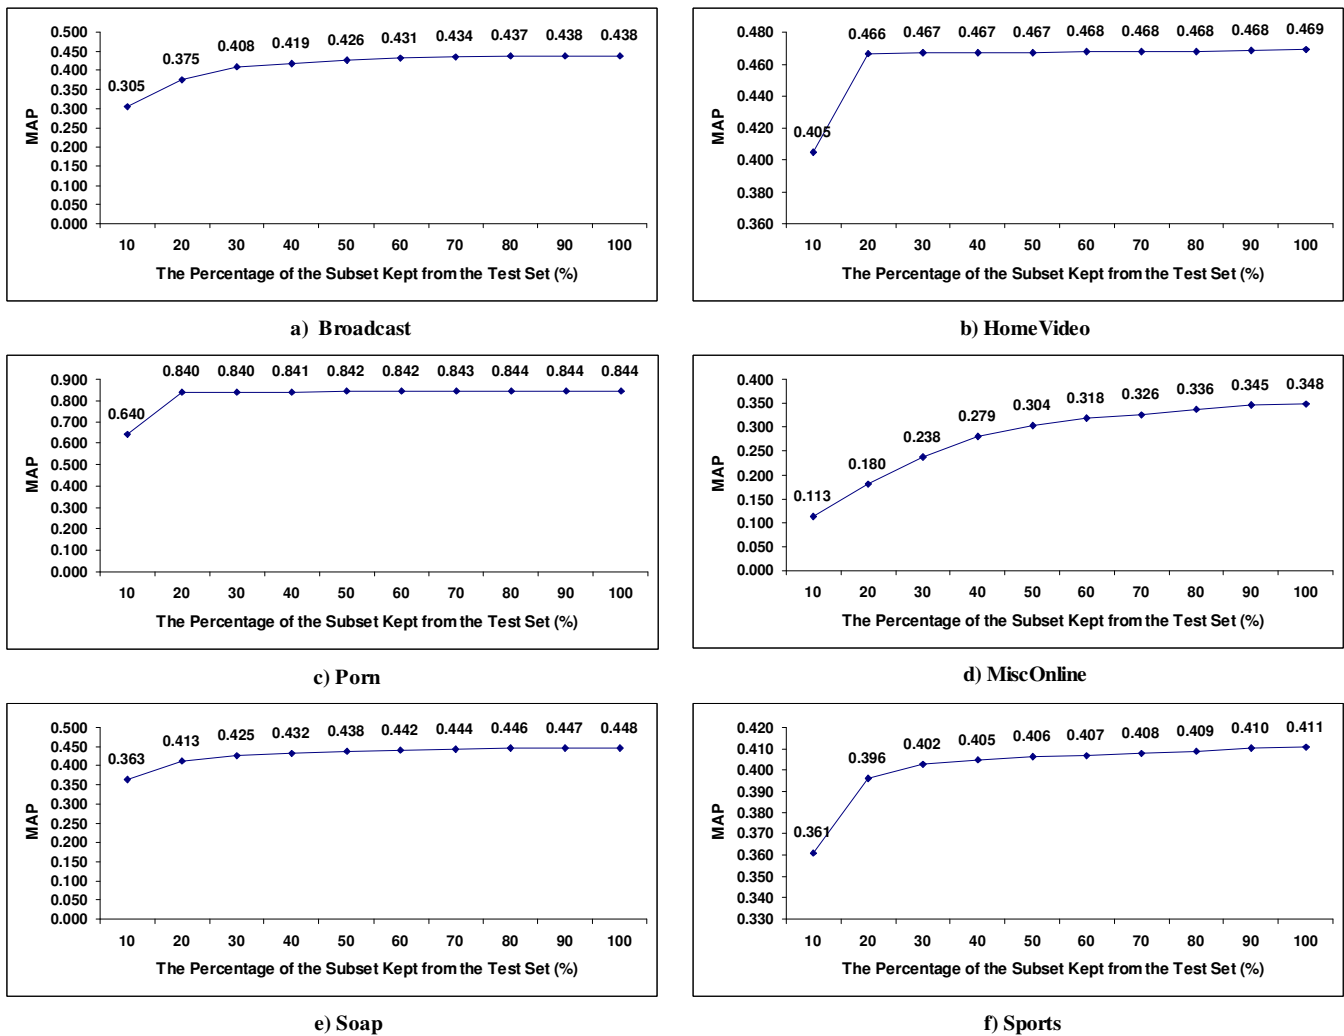 0.500
0.450
0.400
0.350
0.300
0.250
0.200
0.150
0.100
0.050
0.000
MAP
0.305 0.375 0.408 0.419 0.426 0.431 0.434 0.437 0.438 0.438
10 20 30 40 50 60 70 80 90 100
The Percentage of the Subset Kept from the Test Set (%)
a) Broadcast
0.480
0.460
0.440
0.420
0.400
0.380
0.360
MAP
0.405 0.466 0.467 0.467 0.467 0.468 0.468 0.468 0.468 0.469
10 20 30 40 50 60 70 80 90 100
The Percentage of the Subset Kept from the Test Set (%)
b) HomeVideo
0.900
0.800
0.700
0.600
0.500
0.400
0.300
0.200
0.100
0.000
MAP
0.640 0.840 0.840 0.841 0.842 0.842 0.843 0.844 0.844 0.844
10 20 30 40 50 60 70 80 90 100
The Percentage of the Subset Kept from the Test Set (%)
c) Porn
0.400
0.350
0.300
0.250
0.200
0.150
0.100
0.050
0.000
MAP
0.113 0.180 0.238 0.279 0.304 0.318 0.326 0.336 0.345 0.348
10 20 30 40 50 60 70 80 90 100
The Percentage of the Subset Kept from the Test Set (%)
d) MiscOnline
0.500
0.450
0.400
0.350
0.300
0.250
0.200
0.150
0.100
0.050
0.000
MAP
0.363 0.413 0.425 0.432 0.438 0.442 0.444 0.446 0.447 0.448
10 20 30 40 50 60 70 80 90 100
The Percentage of the Subset Kept from the Test Set (%)
e) Soap
0.420
0.410
0.400
0.390
0.380
0.370
0.360
0.350
0.340
0.330
MAP
0.361 0.396 0.402 0.405 0.406 0.407 0.408 0.409 0.410 0.411
10 20 30 40 50 60 70 80 90 100
The Percentage of the Subset Kept from the Test Set (%)
f) Sports